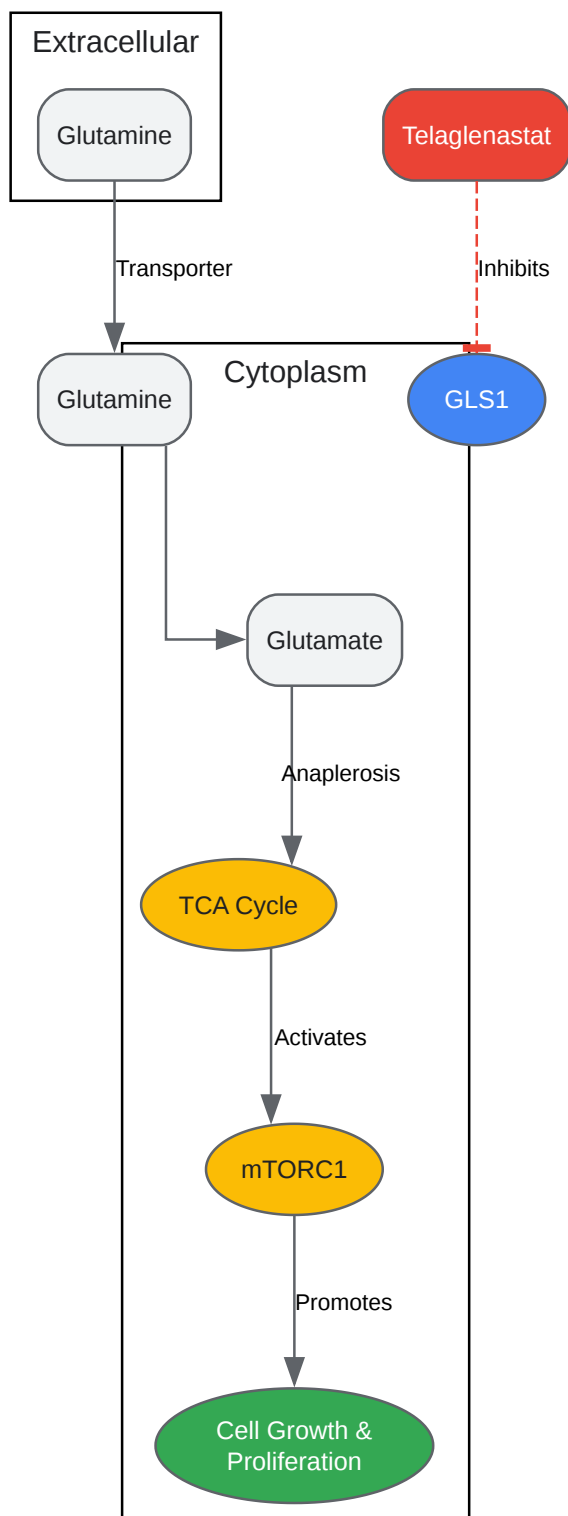 Extracellular
Glutamine
Telaglenastat
Transporter
Inhibits
Glutamine
Cytoplasm
GLS1
Glutamate
Anaplerosis
TCA Cycle
Activates
mTORC1
Promotes
Cell Growth &
Proliferation